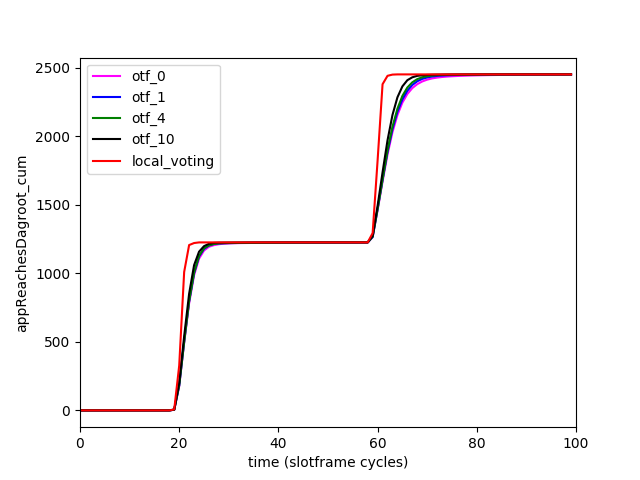 otf_0
otf_1
otf_4
otf_10
local_voting
appReachesDagroot_cum
2500
2000
1500
1000
500
0
0 20 40 60 80 100
time (slotframe cycles)